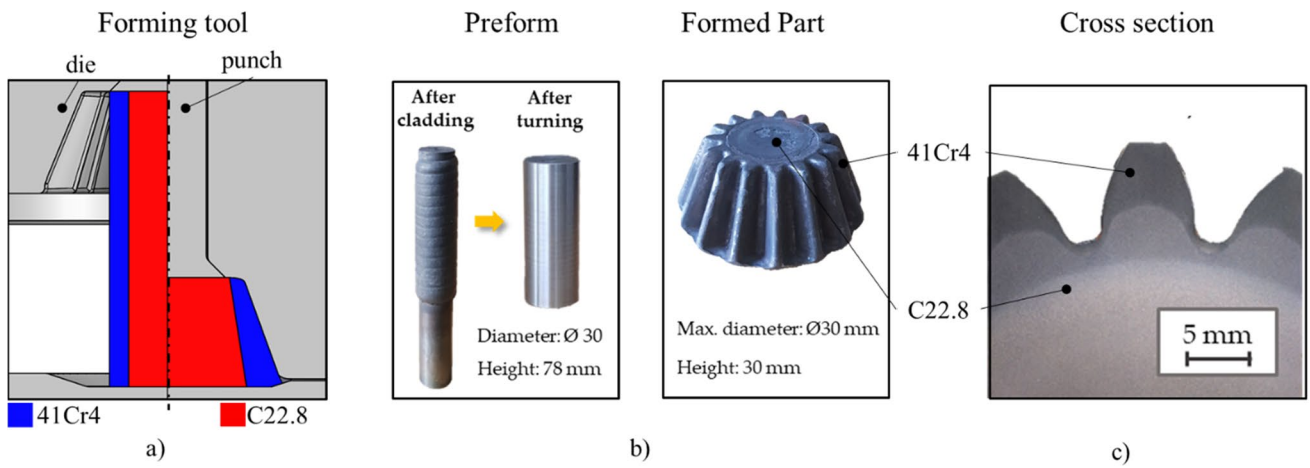 Forming tool
Preform
Formed Part
Cross section
die
punch
After
cladding
After
turning
Diameter: Ø 30
Height: 78 mm
Max. diameter: Ø30 mm
Height: 30 mm
41Cr4
C22.8
5 mm
41Cr4
C22.8
a)
b)
c)